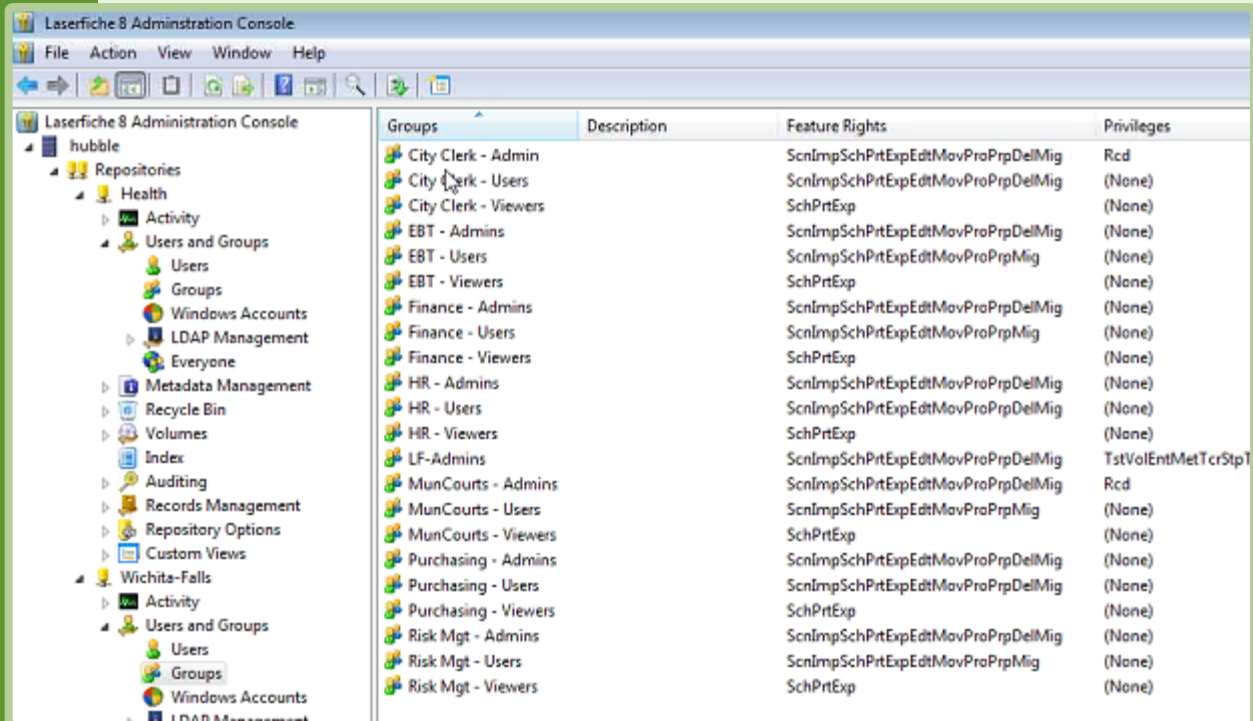 Laserfiche 8 Adminstration Console
File Action View Window Help
Laserfiche 8 Administration Console
hubble
Repositories
Health
Activity
Users and Groups
Users
Groups
Windows Accounts
LDAP Management
Everyone
Metadata Management
Recycle Bin
Volumes
Index
Auditing
Records Management
Repository Options
Custom Views
Wichita-Falls
Activity
Users and Groups
Users
Groups
Windows Accounts
LDAP Management
Groups Description Feature Rights Privileges
City Clerk - Admin ScnImpSchPrtExpEdtMovProPrpDelMig Rcd
City Clerk - Users ScnImpSchPrtExpEdtMovProPrpDelMig (None)
City Clerk - Viewers SchPrtExp (None)
EBT - Admins ScnImpSchPrtExpEdtMovProPrpDelMig (None)
EBT - Users ScnImpSchPrtExpEdtMovProPrpMig (None)
EBT - Viewers SchPrtExp (None)
Finance - Admins ScnImpSchPrtExpEdtMovProPrpDelMig (None)
Finance - Users ScnImpSchPrtExpEdtMovProPrpMig (None)
Finance - Viewers SchPrtExp (None)
HR - Admins ScnImpSchPrtExpEdtMovProPrpDelMig (None)
HR - Users ScnImpSchPrtExpEdtMovProPrpDelMig (None)
HR - Viewers SchPrtExp (None)
LF-Admins ScnImpSchPrtExpEdtMovProPrpDelMig TstVolEntMetTcrStpT
MunCourts - Admins ScnImpSchPrtExpEdtMovProPrpDelMig Rcd
MunCourts - Users ScnImpSchPrtExpEdtMovProPrpMig (None)
MunCourts - Viewers SchPrtExp (None)
Purchasing - Admins ScnImpSchPrtExpEdtMovProPrpDelMig (None)
Purchasing - Users ScnImpSchPrtExpEdtMovProPrpDelMig (None)
Purchasing - Viewers SchPrtExp (None)
Risk Mgt - Admins ScnImpSchPrtExpEdtMovProPrpDelMig (None)
Risk Mgt - Users ScnImpSchPrtExpEdtMovProPrpMig (None)
Risk Mgt - Viewers SchPrtExp (None)